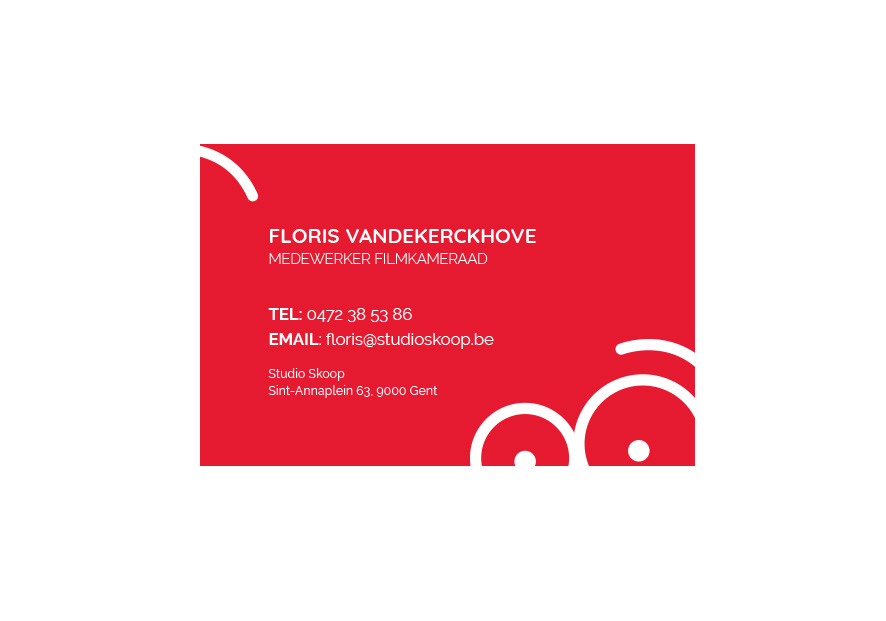 FLORIS VANDEKERCKHOVE
MEDEWERKER FILMKAMERAAD
TEL: 0472 38 53 86
EMAIL: floris@studioskoop.be
Studio Skoop
Sint-Annaplein 63, 9000 Gent